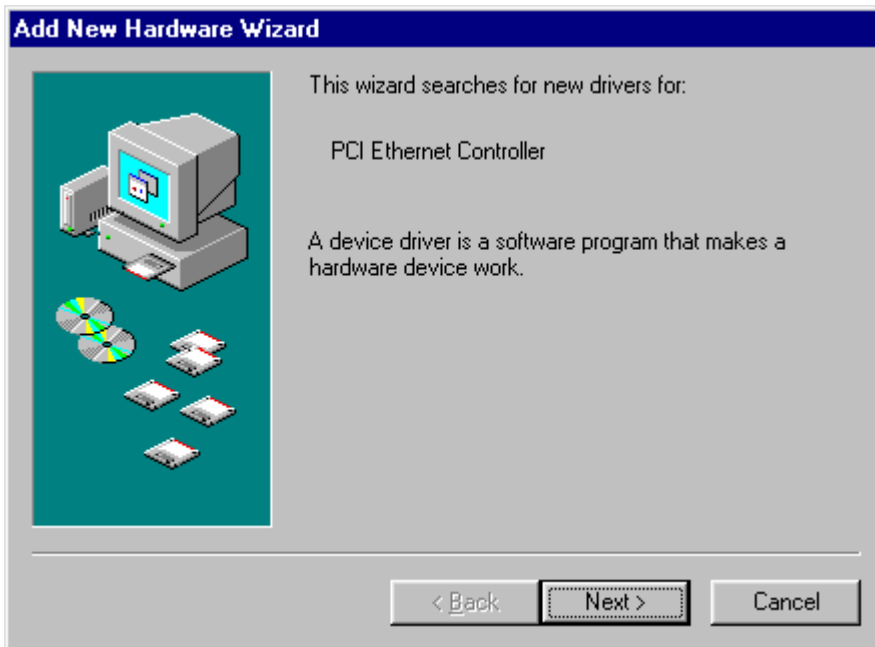 Add New Hardware Wizard
This wizard searches for new drivers for:
PCI Ethernet Controller
A device driver is a software program that makes a
hardware device work.
< Back
Next >
Cancel